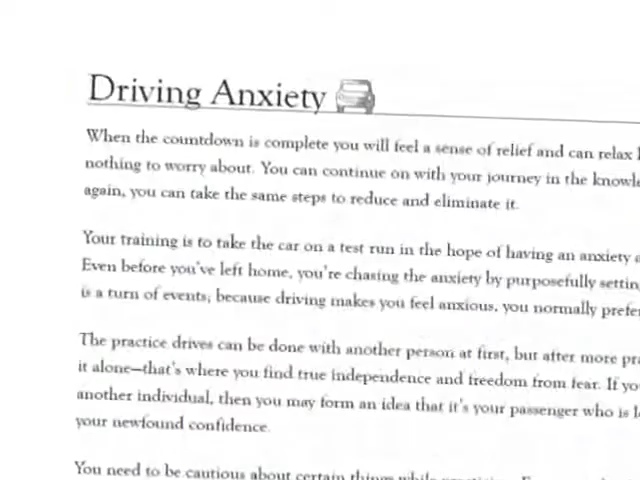 Driving Anxiety
When the countdown is complete you will feel a sense of relief and can relax
nothing to worry about. You can continue on with your journey in the
again, you can take the same steps to reduce and eliminate it.
Your training is to take the car on a test run in the hope of having an anxiety
Even before you've left home, you're chasing the anxiety by purposefully
is a turn of events; because driving makes you feel anxious, you normally
The practice drives can be done with another person at first, but after more
it alone—that's where you find true independence and freedom from fear. If
another individual, then you may form an idea that it's your passenger who is
your newfound confidence.
You need to be cautious about certain things while